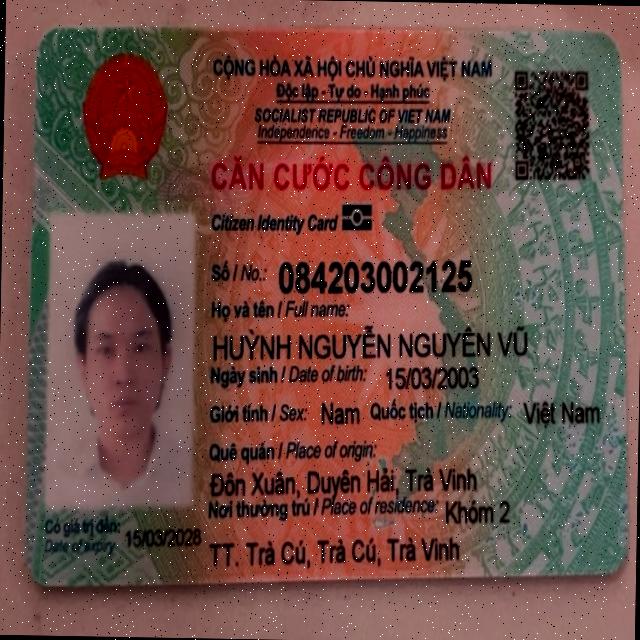 CỘNG HÒA XÃ HỘI CHỦ NGHĨA VIỆT NAM
Độc lập - Tự do - Hạnh phúc
SOCIALIST REPUBLIC OF VIET NAM
Independence - Freedom - Happiness
CĂN CƯỚC CÔNG DÂN
Citizen Identity Card
Số / No.: 084203002125
Họ và tên / Full name:
HUỲNH NGUYỄN NGUYÊN VŨ
Ngày sinh / Date of birth: 15/03/2003
Giới tính / Sex: Nam Quốc tịch / Nationality: Việt Nam
Quê quán / Place of origin:
Đôn Xuân, Duyên Hải, Trà Vinh
Nơi thường trú / Place of residence: Khóm 2
TT. Trà Cú, Trà Cú, Trà Vinh
Có giá trị đến: 15/03/2028
Date of expiry